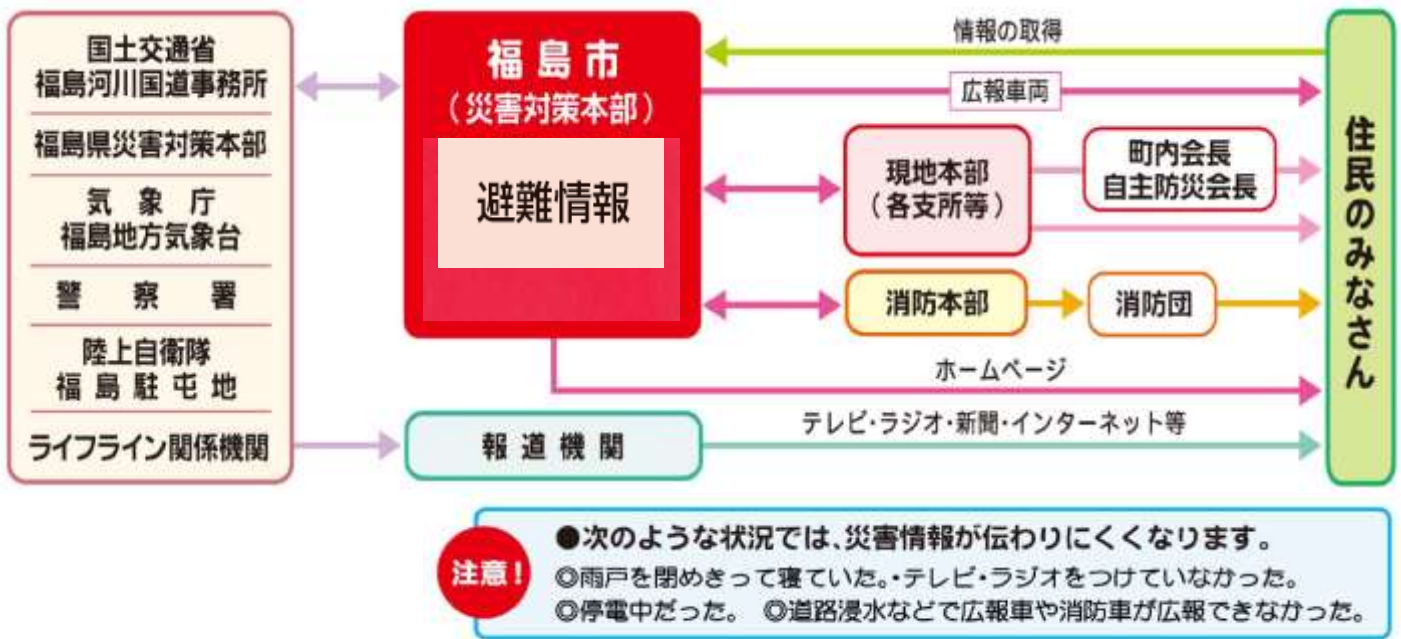 国土交通省
福島河川国道事務所
福島県災害対策本部
気象庁
福島地方気象台
警察署
陸上自衛隊
福島駐屯地
ライフライン関係機関
福島市
（災害対策本部）
避難情報
報道機関
情報の取得
広報車両
現地本部
（各支所等）
町内会長
自主防災会長
消防本部
消防団
ホームページ
テレビ・ラジオ・新聞・インターネット等
住民のみなさん
注意！
●次のような状況では、災害情報が伝わりにくくなります。
◎雨戸を閉めきって寝ていた。・テレビ・ラジオをつけていなかった。
◎停電中だった。 ◎道路浸水などで広報車や消防車が広報できなかった。